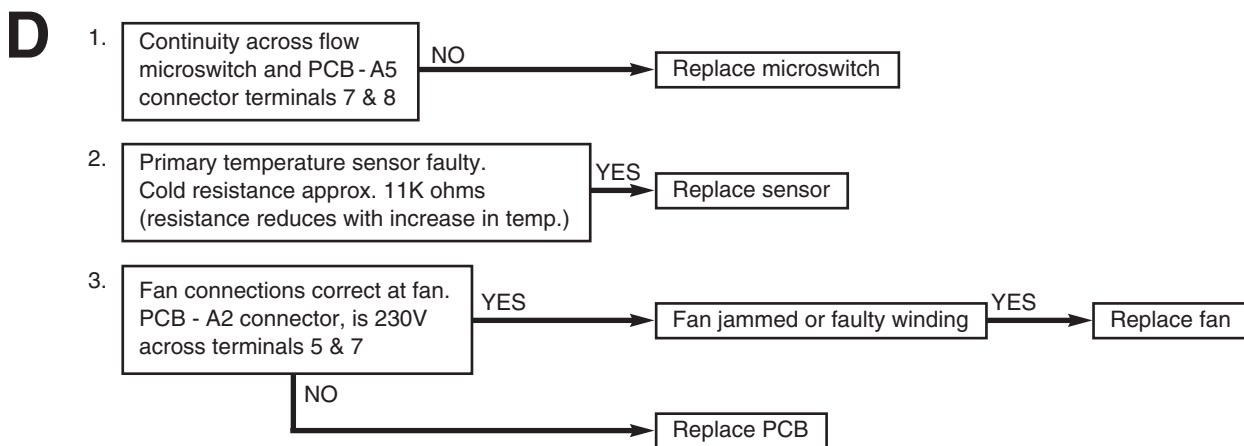 D
1.
Continuity across flow
microswitch and PCB - A5
connector terminals 7 & 8
NO
Replace microswitch
2.
Primary temperature sensor faulty.
Cold resistance approx. 11K ohms
(resistance reduces with increase in temp.)
YES
Replace sensor
3.
Fan connections correct at fan.
PCB - A2 connector, is 230V
across terminals 5 & 7
YES
Fan jammed or faulty winding
YES
Replace fan
NO
Replace PCB